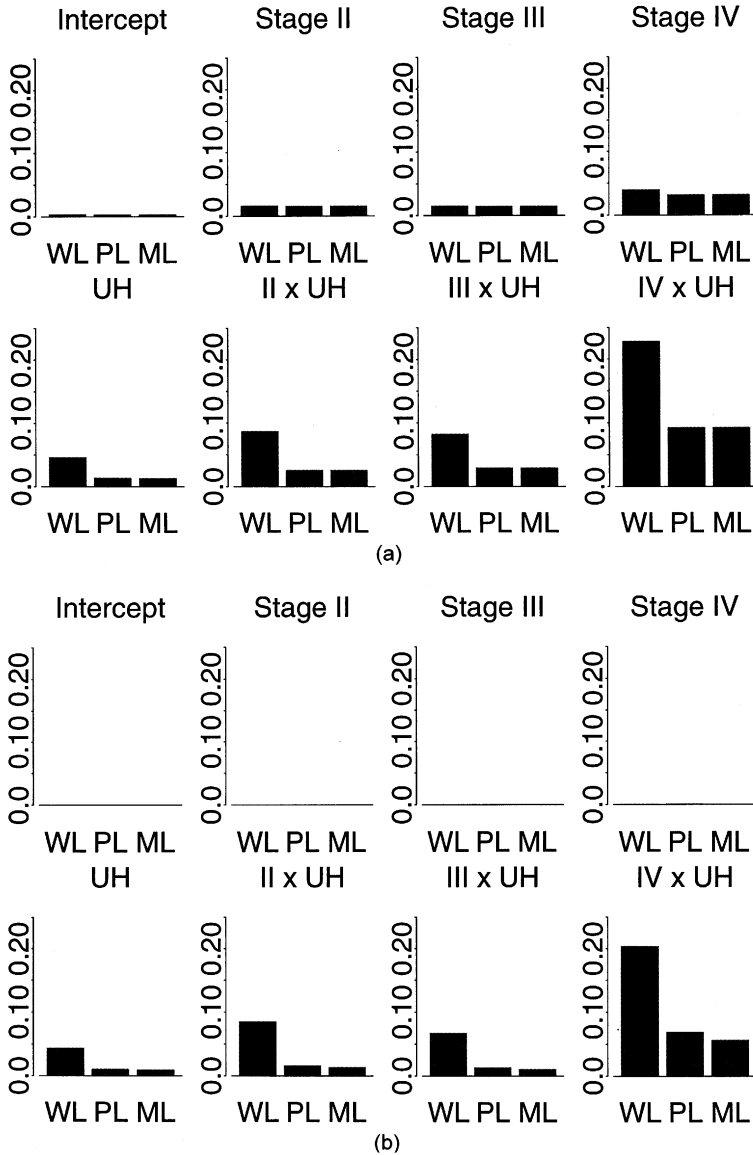 Intercept Stage II Stage III Stage IV
0.0 0.10 0.20 0.0 0.10 0.20 0.0 0.10 0.20 0.0 0.10 0.20
WL PL ML WL PL ML WL PL ML WL PL ML
UH II x UH III x UH IV x UH
0.0 0.10 0.20 0.0 0.10 0.20 0.0 0.10 0.20 0.0 0.10 0.20
WL PL ML WL PL ML WL PL ML WL PL ML
(a)
Intercept Stage II Stage III Stage IV
0.0 0.10 0.20 0.0 0.10 0.20 0.0 0.10 0.20 0.0 0.10 0.20
WL PL ML WL PL ML WL PL ML WL PL ML
UH II x UH III x UH IV x UH
0.0 0.10 0.20 0.0 0.10 0.20 0.0 0.10 0.20 0.0 0.10 0.20
WL PL ML WL PL ML WL PL ML WL PL ML
(b)